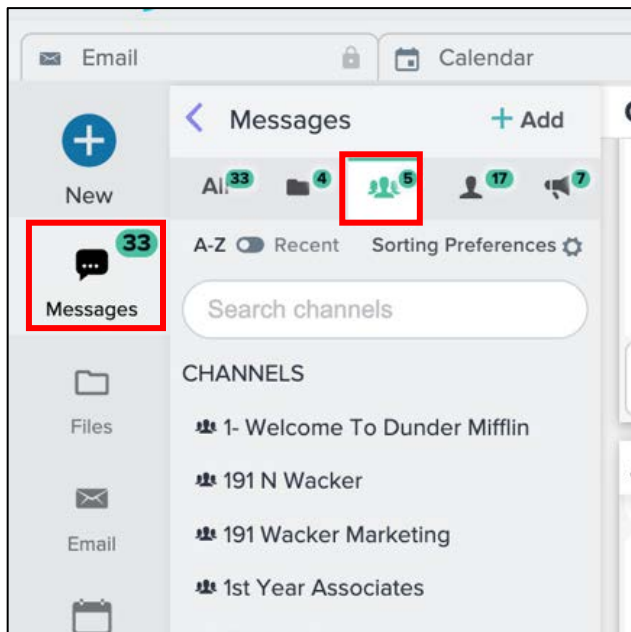 Email
Calendar
New
Messages
+ Add
All 33 4 5 17 7
A-Z Recent Sorting Preferences
Search channels
33
Messages
CHANNELS
1- Welcome To Dunder Mifflin
Files
191 N Wacker
191 Wacker Marketing
Email
1st Year Associates